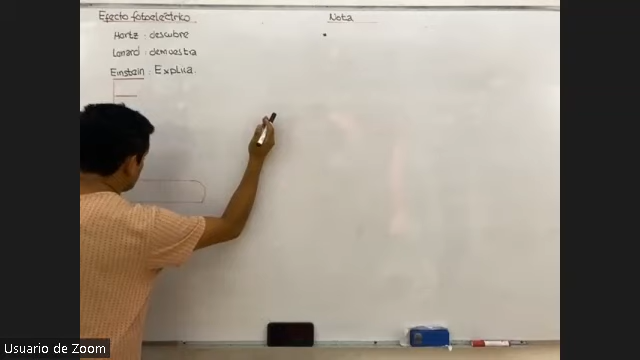 Efecto fotoeléctrico
Hertz : descubre
Lenard : demuestra
Einstein : Explica.
Nota
Usuario de Zoom